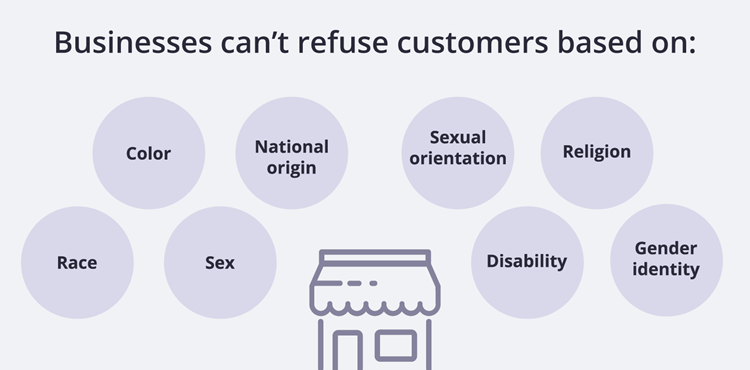 Businesses can’t refuse customers based on:
Color
National
origin
Sexual
orientation
Religion
Race
Sex
Disability
Gender
identity